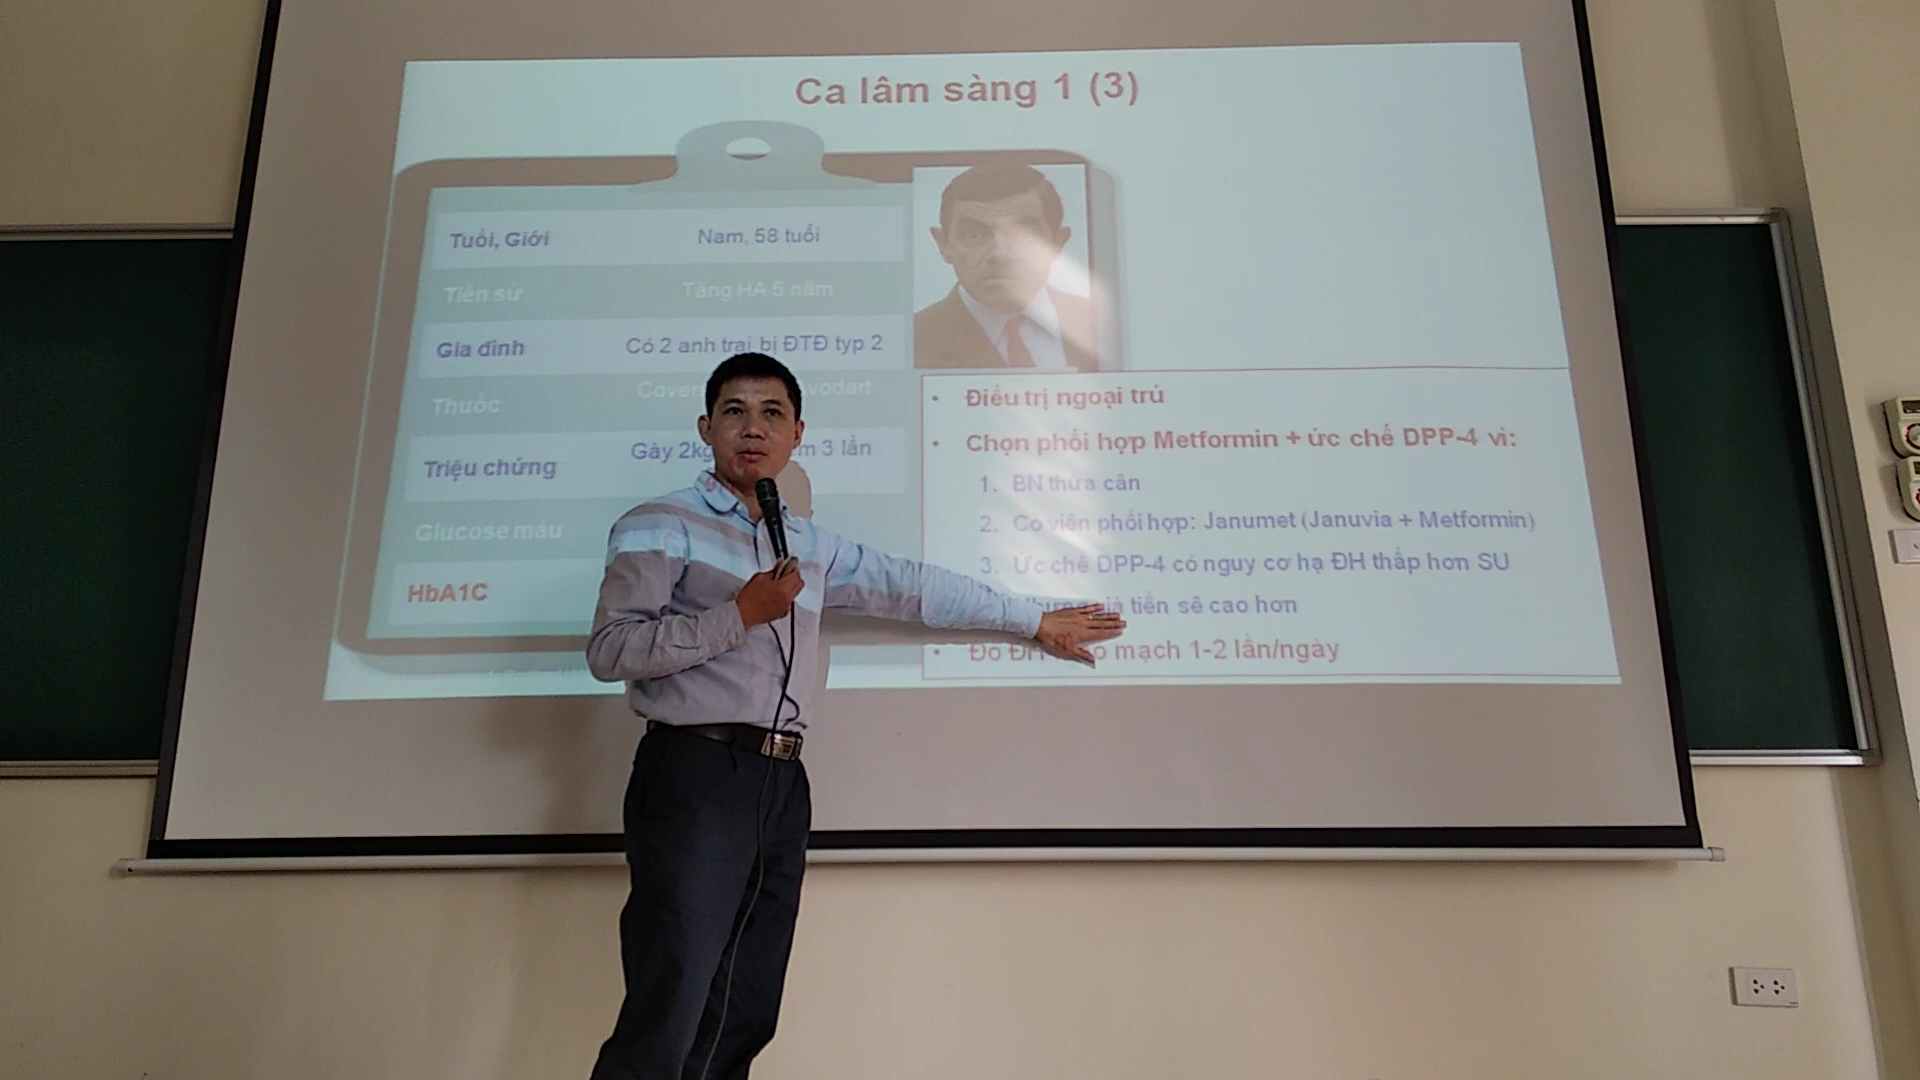 Ca lâm sàng 1 (3)
Tuổi, Giới Nam, 58 tuổi
Tiền sử Tăng HA 5 năm
Gia đình Có 2 anh trai bị ĐTĐ typ 2
Thuốc
Triệu chứng Gày 2kg 3 lần
Glucose máu
HbA1C
• Điều trị ngoại trú
• Chọn phối hợp Metformin + ức chế DPP-4 vì:
1. BN thừa cân
2. Có viên phối hợp: Janumet (Januvia + Metformin)
3. Ức chế DPP-4 có nguy cơ hạ ĐH thấp hơn SU
tiền sẽ cao hơn
• Đo ĐH mạch 1-2 lần/ngày